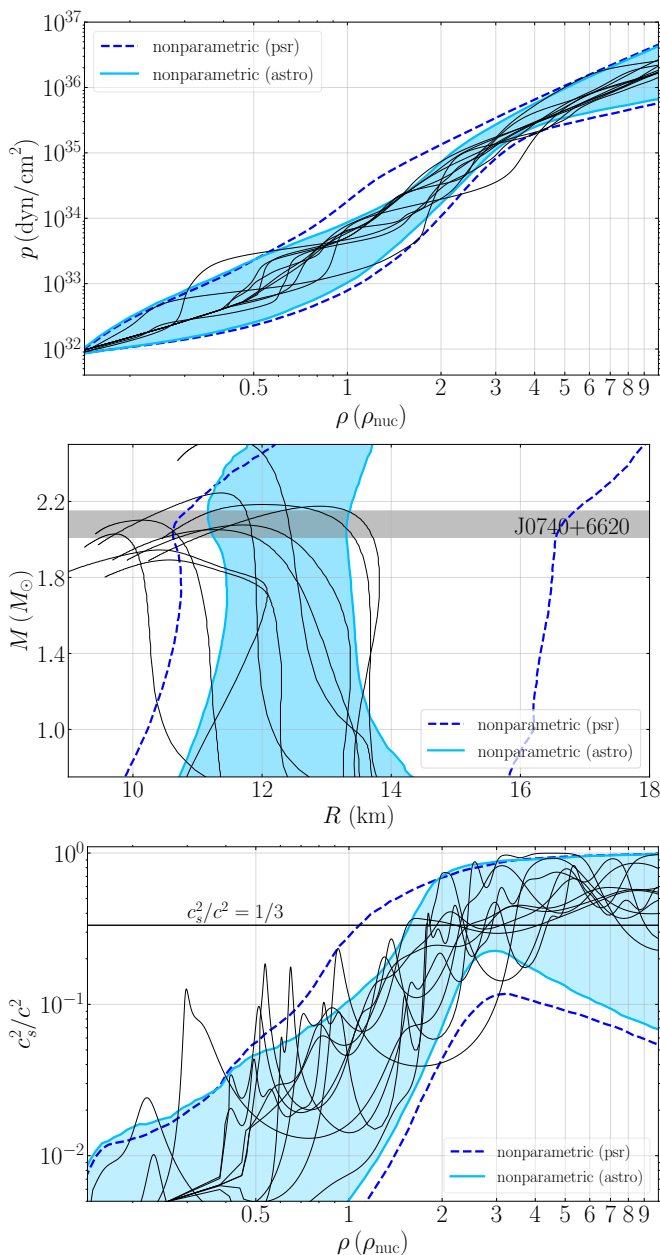 10^37
nonparametric (psr)
nonparametric (astro)
10^36
10^35
p (dyn/cm^2)
10^34
10^33
10^32
0.5 1 2 3 4 5 6 7 8 9
ρ (ρ_nuc)
2.2
J0740+6620
1.8
M (M_⊙)
1.4
1.0
nonparametric (psr)
nonparametric (astro)
10 12 14 16 18
R (km)
10^0
c_s^2/c^2 = 1/3
10^−1
c_s^2/c^2
10^−2
nonparametric (psr)
nonparametric (astro)
0.5 1 2 3 4 5 6 7 8 9
ρ (ρ_nuc)